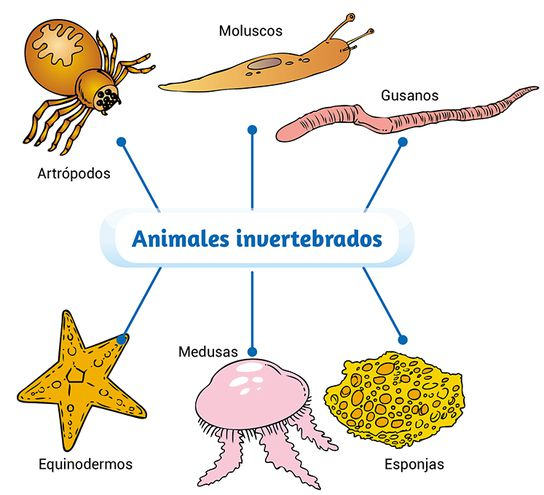 Moluscos
Gusanos
Artrópodos
Animales invertebrados
Medusas
Equinodermos
Esponjas